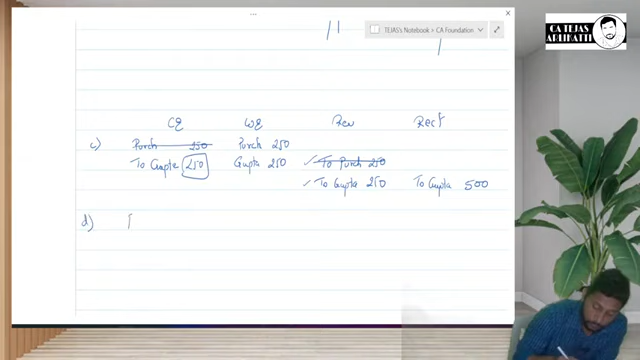 CA TEJAS
ARLIKATTI
TEJAS's Notebook > CA Foundation
CE WE Rev Rect
c) Purch 250 Purch 250
To Gupta 250 Gupta 250 ✓ To Purch 250
✓ To Gupta 250 To Gupta 500
d)